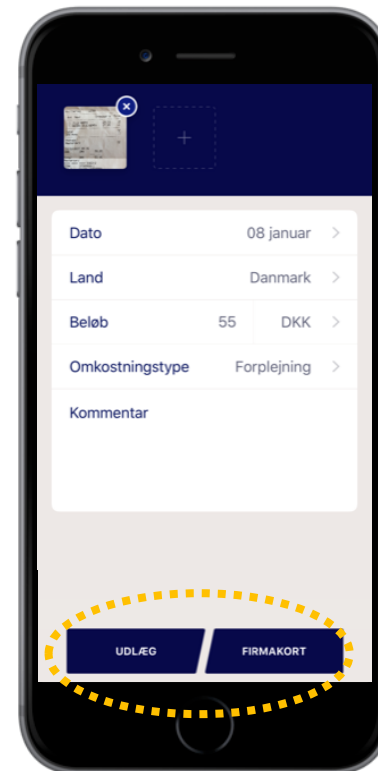 Dato 08 januar
Land Danmark
Beløb 55 DKK
Omkostningstype Forplejning
Kommentar
UDLÆG FIRMAKORT